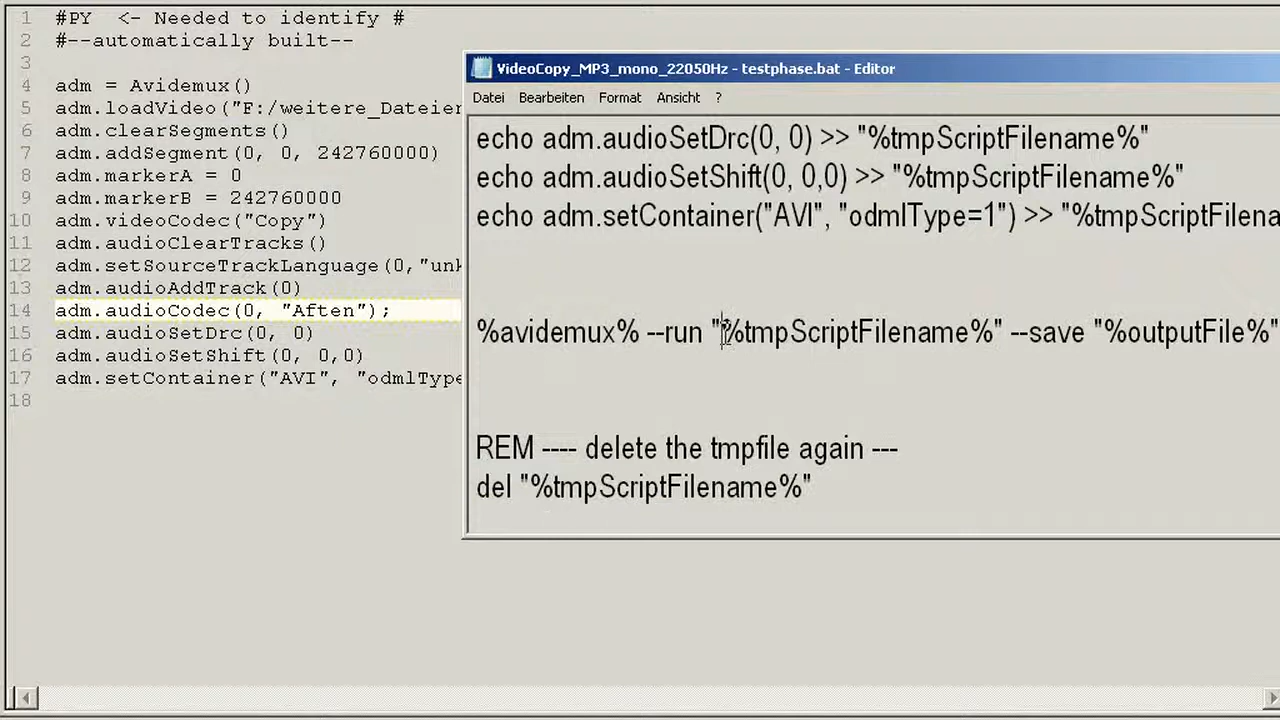 1 #PY <- Needed to identify #
2 #--automatically built--
3
4 adm = Avidemux()
5 adm.loadVideo("F:/weitere_Dateien
6 adm.clearSegments()
7 adm.addSegment(0, 0, 242760000)
8 adm.markerA = 0
9 adm.markerB = 242760000
10 adm.videoCodec("Copy")
11 adm.audioClearTracks()
12 adm.setSourceTrackLanguage(0,"unk
13 adm.audioAddTrack(0)
14 adm.audioCodec(0, "Aften");
15 adm.audioSetDrc(0, 0)
16 adm.audioSetShift(0, 0,0)
17 adm.setContainer("AVI", "odmlType
18
VideoCopy_MP3_mono_22050Hz - testphase.bat - Editor
Datei Bearbeiten Format Ansicht ?
echo adm.audioSetDrc(0, 0) >> "%tmpScriptFilename%"
echo adm.audioSetShift(0, 0,0) >> "%tmpScriptFilename%"
echo adm.setContainer("AVI", "odmlType=1") >> "%tmpScriptFilena
%avidemux% --run "%tmpScriptFilename%" --save "%outputFile%"
REM ---- delete the tmpfile again ---
del "%tmpScriptFilename%"